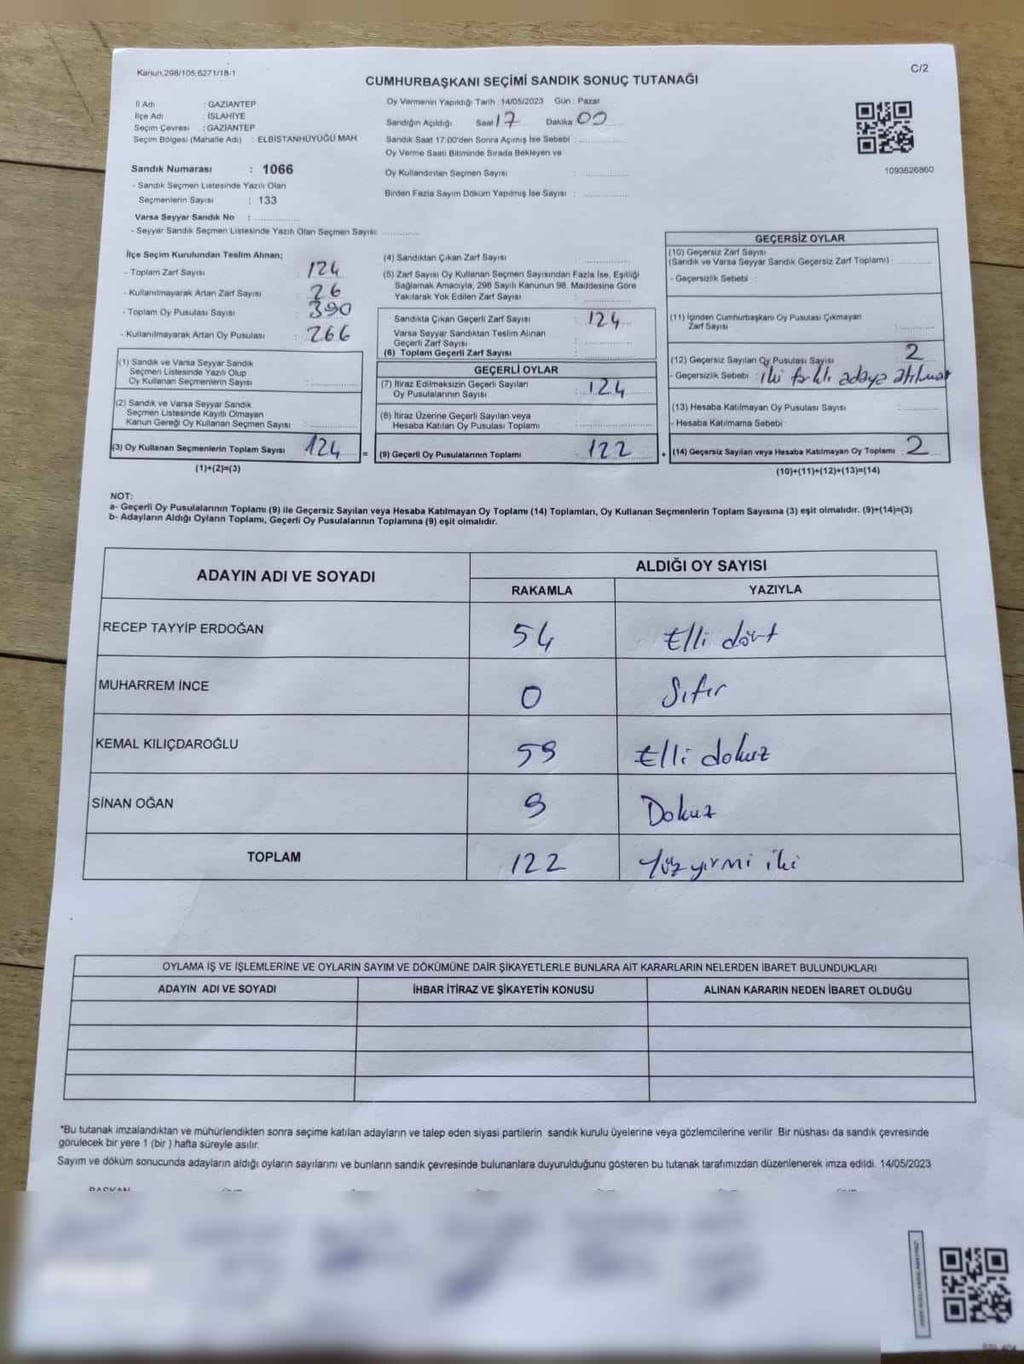 Kanun.298/105.6271/18-1
C/2
CUMHURBAŞKANI SEÇİMİ SANDIK SONUÇ TUTANAĞI
İl Adı : GAZİANTEP
İlçe Adı : İSLAHİYE
Seçim Çevresi : GAZİANTEP
Seçim Bölgesi (Mahalle Adı) : ELBİSTANHÜYÜĞÜ MAH.
Sandık Numarası : 1066
- Sandık Seçmen Listesinde Yazılı Olan
Seçmenlerin Sayısı : 133
Varsa Seyyar Sandık No :
- Seyyar Sandık Seçmen Listesinde Yazılı Olan Seçmen Sayısı:
Oy Vermenin Yapıldığı Tarih :14/05/2023 Gün : Pazar
Sandığın Açıldığı Saat 17 Dakika 00
Sandık Saat 17:00'den Sonra Açımış İse Sebebi :
Oy Verme Saati Bitiminde Sırada Bekleyen ve
Oy Kullandırılan Seçmen Sayısı :
Birden Fazla Sayım Döküm Yapılmış İse Sayısı :
1093626860
İlçe Seçim Kurulundan Teslim Alınan;
- Toplam Zarf Sayısı : 124
- Kullanılmayarak Artan Zarf Sayısı : 26
- Toplam Oy Pusulası Sayısı : 390
- Kullanılmayarak Artan Oy Pusulası : 266
(1) Sandık ve Varsa Seyyar Sandık
Seçmen Listesinde Yazılı Olup
Oy Kullanan Seçmenlerin Sayısı :
(2) Sandık ve Varsa Seyyar Sandık
Seçmen Listesinde Kayıtlı Olmayan
Kanun Gereği Oy Kullanan Seçmen Sayısı :
(3) Oy Kullanan Seçmenlerin Toplam Sayısı : 124
(1)+(2)=(3)
=
(4) Sandıktan Çıkan Zarf Sayısı :
(5) Zarf Sayısı Oy Kullanan Seçmen Sayısından Fazla İse, Eşitliği
Sağlamak Amacıyla, 298 Sayılı Kanunun 98. Maddesine Göre
Yakılarak Yok Edilen Zarf Sayısı :
Sandıkta Çıkan Geçerli Zarf Sayısı : 124
Varsa Seyyar Sandıktan Teslim Alınan
Geçerli Zarf Sayısı :
(6) Toplam Geçerli Zarf Sayısı :
GEÇERLİ OYLAR
(7) İtiraz Edilmeksizin Geçerli Sayılan
Oy Pusulalarının Sayısı : 124
(8) İtiraz Üzerine Geçerli Sayılan veya
Hesaba Katılan Oy Pusulası Toplamı :
(9) Geçerli Oy Pusulalarının Toplamı : 122
+
GEÇERSİZ OYLAR
(10) Geçersiz Zarf Sayısı
(Sandık ve Varsa Seyyar Sandık Geçersiz Zarf Toplamı) :
- Geçersizlik Sebebi :
(11) İçinden Cumhurbaşkanı Oy Pusulası Çıkmayan
Zarf Sayısı :
(12) Geçersiz Sayılan Oy Pusulası Sayısı : 2
- Geçersizlik Sebebi : iki farklı adaya atılmış
(13) Hesaba Katılmayan Oy Pusulası Sayısı :
- Hesaba Katılmama Sebebi :
(14) Geçersiz Sayılan veya Hesaba Katılmayan Oy Toplamı : 2
(10)+(11)+(12)+(13)=(14)
NOT:
a- Geçerli Oy Pusulalarının Toplamı (9) ile Geçersiz Sayılan veya Hesaba Katılmayan Oy Toplamı (14) Toplamları, Oy Kullanan Seçmenlerin Toplam Sayısına (3) eşit olmalıdır. (9)+(14)=(3)
b- Adayların Aldığı Oyların Toplamı, Geçerli Oy Pusulalarının Toplamına (9) eşit olmalıdır.
ADAYIN ADI VE SOYADI ALDIĞI OY SAYISI
RAKAMLA YAZIYLA
RECEP TAYYİP ERDOĞAN 54 Elli dört
MUHARREM İNCE 0 Sıfır
KEMAL KILIÇDAROĞLU 59 Elli dokuz
SİNAN OĞAN 9 Dokuz
TOPLAM 122 Yüz yirmi iki
OYLAMA İŞ VE İŞLEMLERİNE VE OYLARIN SAYIM VE DÖKÜMÜNE DAİR ŞİKAYETLERLE BUNLARA AİT KARARLARIN NELERDEN İBARET BULUNDUKLARI
ADAYIN ADI VE SOYADI İHBAR İTİRAZ VE ŞİKAYETİN KONUSU ALINAN KARARIN NEDEN İBARET OLDUĞU
*Bu tutanak imzalandıktan ve mühürlendikten sonra seçime katılan adayların ve talep eden siyasi partilerin sandık kurulu üyelerine veya gözlemcilerine verilir Bir nüshası da sandık çevresinde
görülecek bir yere 1 (bir ) hafta süreyle asılır.
Sayım ve döküm sonucunda adayların aldığı oyların sayılarını ve bunların sandık çevresinde bulunanlara duyurulduğunu gösteren bu tutanak tarafımızdan düzenlenerek imza edildi. 14/05/2023
BAŞKAN